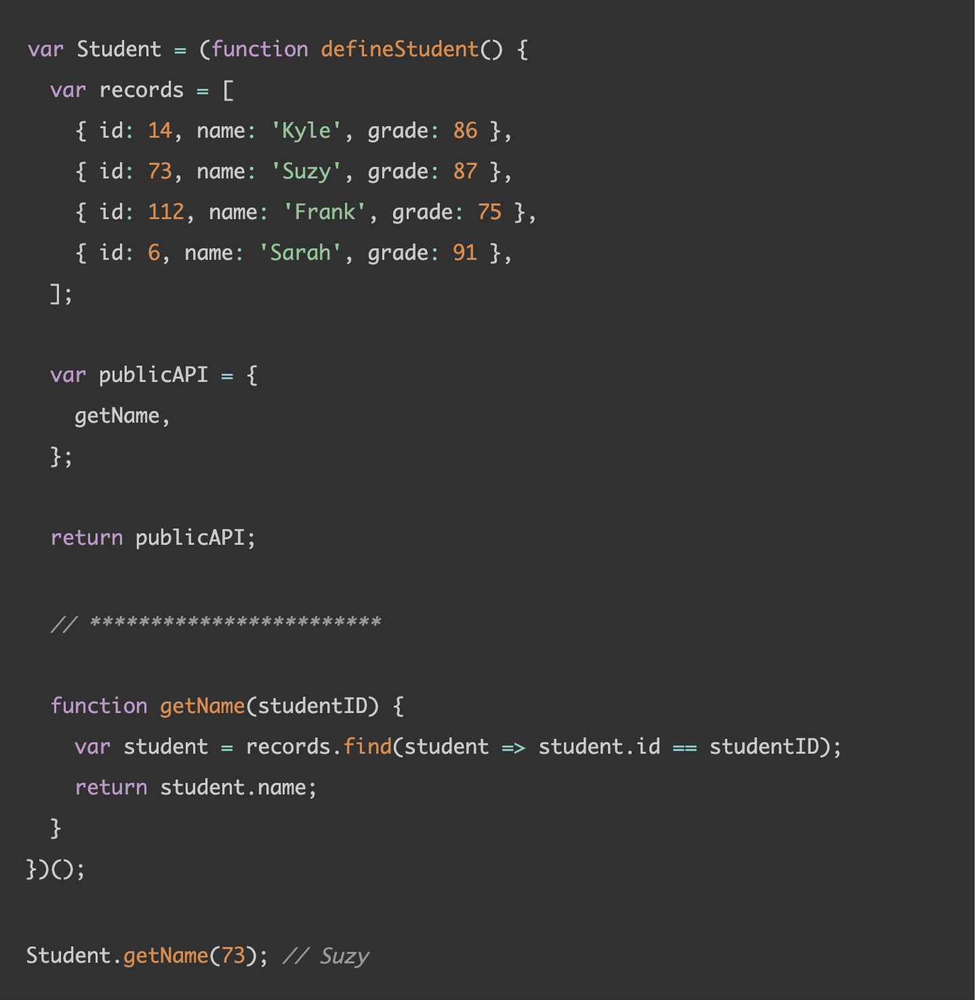 var Student = (function defineStudent() {
  var records = [
    { id: 14, name: 'Kyle', grade: 86 },
    { id: 73, name: 'Suzy', grade: 87 },
    { id: 112, name: 'Frank', grade: 75 },
    { id: 6, name: 'Sarah', grade: 91 },
  ];

  var publicAPI = {
    getName,
  };

  return publicAPI;

  // ************************

  function getName(studentID) {
    var student = records.find(student => student.id == studentID);
    return student.name;
  }
})();

Student.getName(73); // Suzy